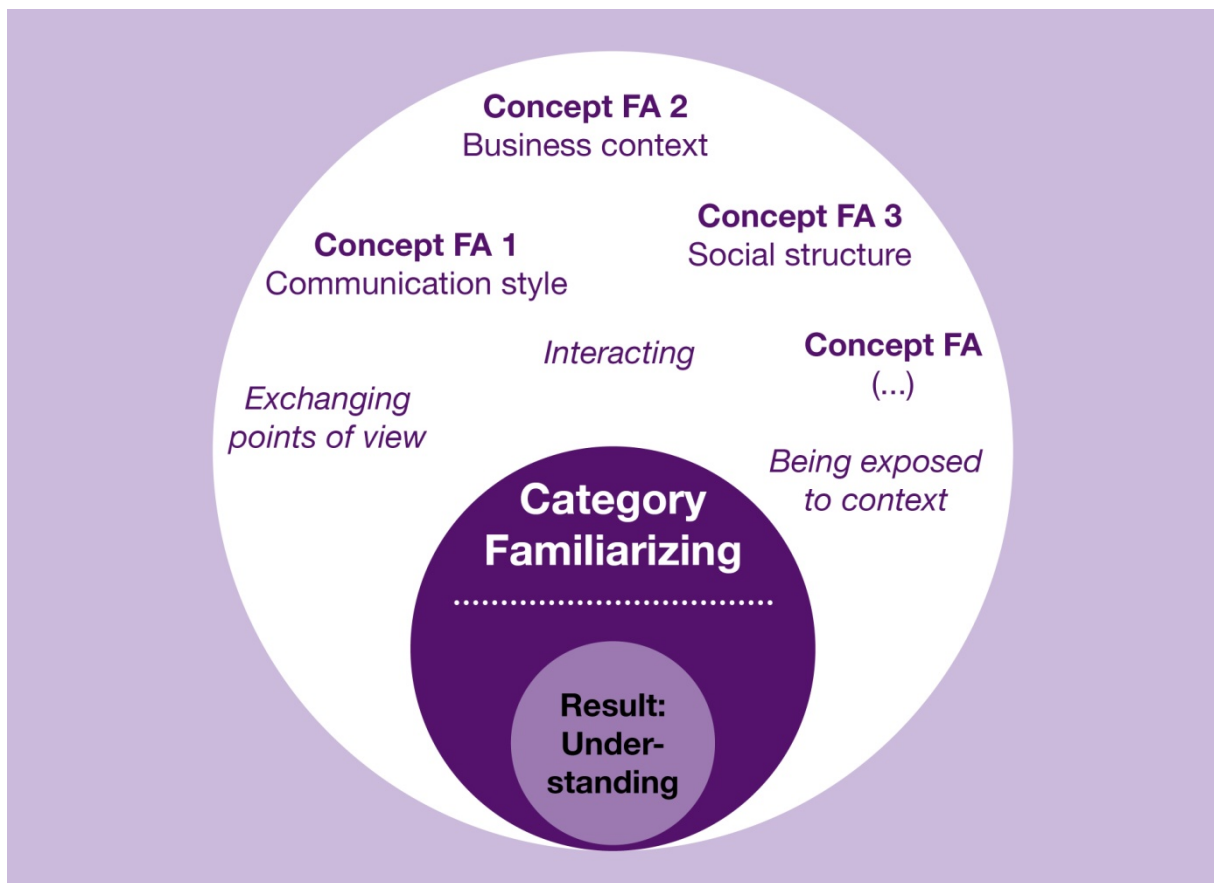 Concept FA 2
Business context
Concept FA 3
Social structure
Concept FA 1
Communication style
Interacting
Concept FA
(...)
Exchanging
points of view
Being exposed
to context
Category
Familiarizing
Result:
Under-
standing